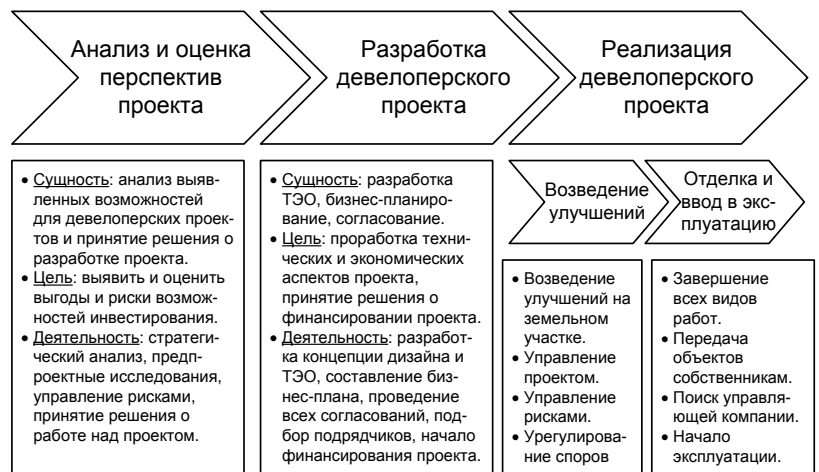 Анализ и оценка
перспектив
проекта
Разработка
девелоперского
проекта
Реализация
девелоперского
проекта
• Сущность: анализ выяв-
ленных возможностей
для девелоперских проек-
тов и принятие решения о
разработке проекта.
• Цель: выявить и оценить
выгоды и риски возмож-
ностей инвестирования.
• Деятельность: стратеги-
ческий анализ, предп-
роектные исследования,
управление рисками,
принятие решения о
работе над проектом.
• Сущность: разработка
ТЭО, бизнес-планиро-
вание, согласование.
• Цель: проработка техни-
ческих и экономических
аспектов проекта,
принятие решения о
финансировании проекта.
• Деятельность: разработ-
ка концепции дизайна и
ТЭО, составление биз-
нес-плана, проведение
всех согласований, под-
бор подрядчиков, начало
финансирования проекта.
Возведение
улучшений
• Возведение
улучшений на
земельном
участке.
• Управление
проектом.
• Управление
рисками.
• Урегулирова-
ние споров
Отделка и
ввод в экс-
плуатацию
• Завершение
всех видов
работ.
• Передача
объектов
собственникам.
• Поиск управля-
ющей компании.
• Начало
эксплуатации.